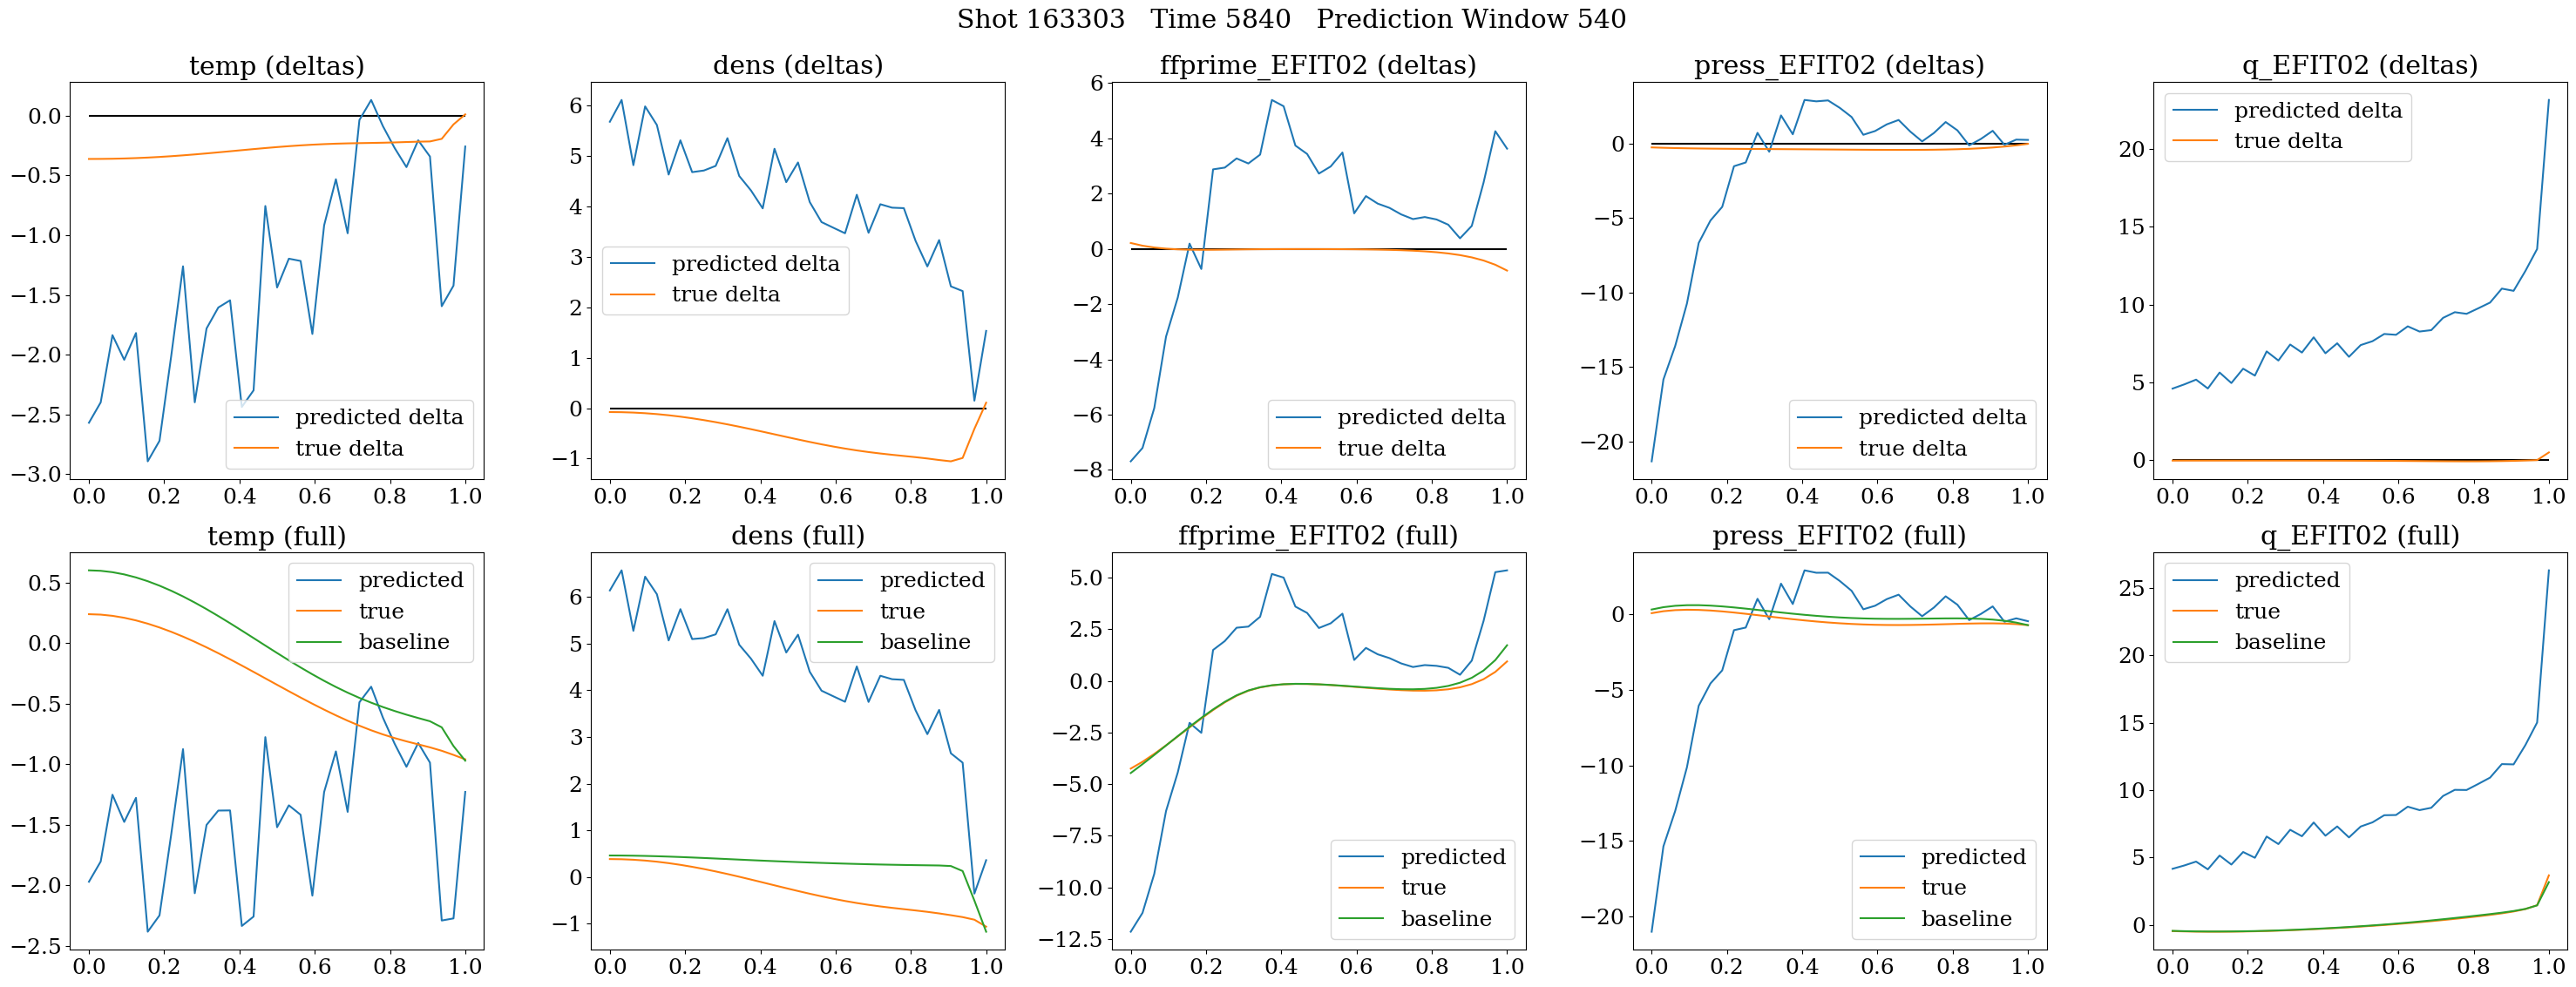 Shot 163303   Time 5840   Prediction Window 540
temp (deltas)
0.0
−0.5
−1.0
−1.5
−2.0
−2.5
−3.0
0.0 0.2 0.4 0.6 0.8 1.0
predicted delta
true delta
dens (deltas)
6
5
4
3
2
1
0
−1
0.0 0.2 0.4 0.6 0.8 1.0
predicted delta
true delta
ffprime_EFIT02 (deltas)
6
4
2
0
−2
−4
−6
−8
0.0 0.2 0.4 0.6 0.8 1.0
predicted delta
true delta
press_EFIT02 (deltas)
0
−5
−10
−15
−20
0.0 0.2 0.4 0.6 0.8 1.0
predicted delta
true delta
q_EFIT02 (deltas)
20
15
10
5
0
0.0 0.2 0.4 0.6 0.8 1.0
predicted delta
true delta
temp (full)
0.5
0.0
−0.5
−1.0
−1.5
−2.0
−2.5
0.0 0.2 0.4 0.6 0.8 1.0
predicted
true
baseline
dens (full)
6
5
4
3
2
1
0
−1
0.0 0.2 0.4 0.6 0.8 1.0
predicted
true
baseline
ffprime_EFIT02 (full)
5.0
2.5
0.0
−2.5
−5.0
−7.5
−10.0
−12.5
0.0 0.2 0.4 0.6 0.8 1.0
predicted
true
baseline
press_EFIT02 (full)
0
−5
−10
−15
−20
0.0 0.2 0.4 0.6 0.8 1.0
predicted
true
baseline
q_EFIT02 (full)
25
20
15
10
5
0
0.0 0.2 0.4 0.6 0.8 1.0
predicted
true
baseline